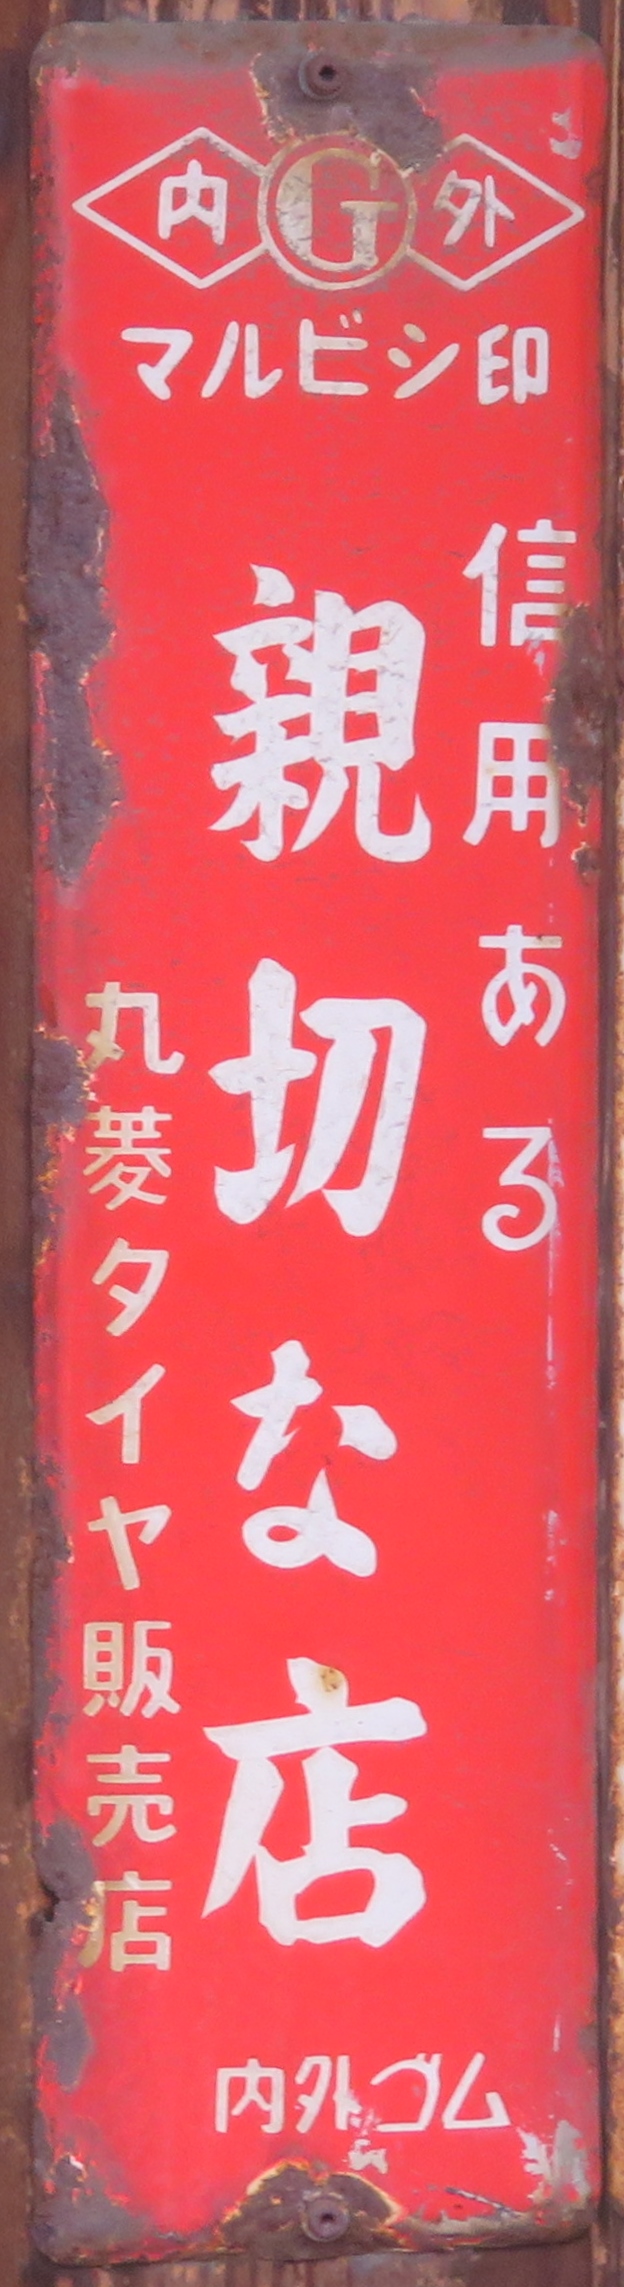 内 G 外
マルビシ印
信用ある
親切な店
丸菱タイヤ販売店
内外ゴム